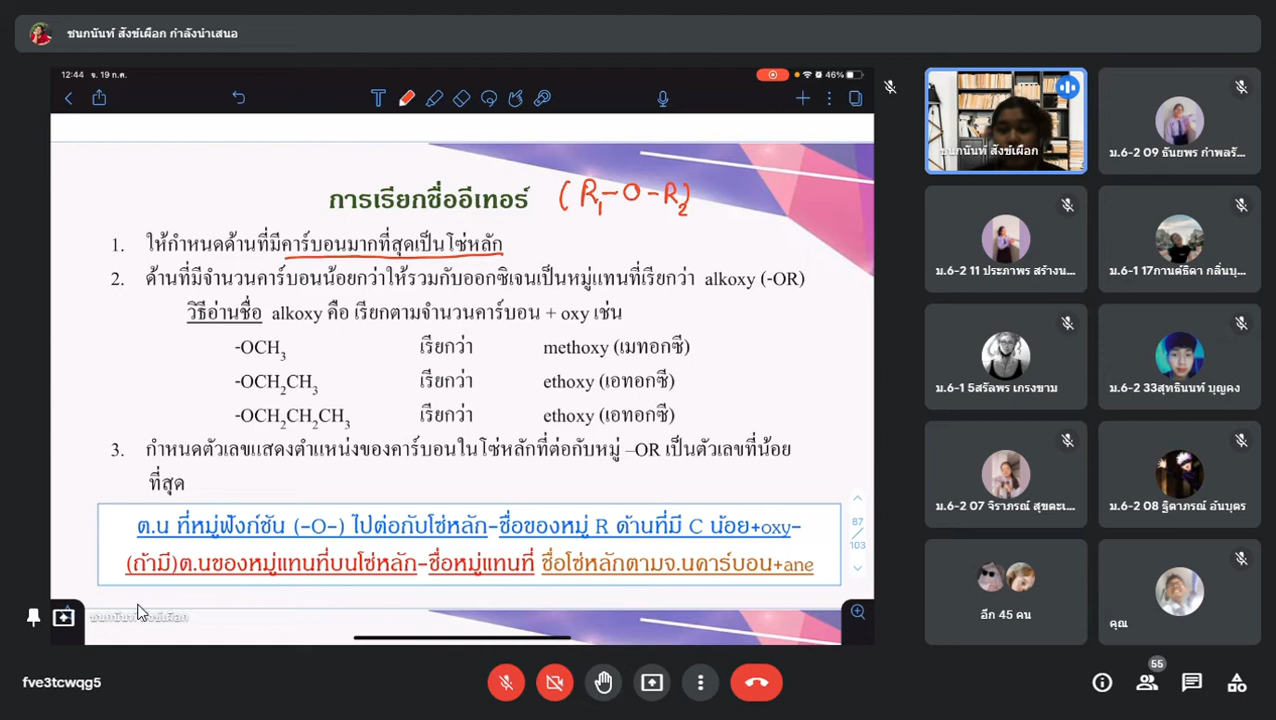 ชนกนันท์ สังข์เผือก กำลังนำเสนอ
12:44 จ. 19 ก.ค.
46%
การเรียกชื่ออีเทอร์ (R1-O-R2)
1. ให้กำหนดด้านที่มีคาร์บอนมากที่สุดเป็นโซ่หลัก
2. ด้านที่มีจำนวนคาร์บอนน้อยกว่าให้รวมกับออกซิเจนเป็นหมู่แทนที่เรียกว่า alkoxy (-OR)
วิธีอ่านชื่อ alkoxy คือ เรียกตามจำนวนคาร์บอน + oxy เช่น
-OCH3 เรียกว่า methoxy (เมทอกซี)
-OCH2CH3 เรียกว่า ethoxy (เอทอกซี)
-OCH2CH2CH3 เรียกว่า ethoxy (เอทอกซี)
3. กำหนดตัวเลขแสดงตำแหน่งของคาร์บอนในโซ่หลักที่ต่อกับหมู่ –OR เป็นตัวเลขที่น้อย
ที่สุด
ต.น ที่หมู่ฟังก์ชัน (-O-) ไปต่อกับโซ่หลัก-ชื่อของหมู่ R ด้านที่มี C น้อย+oxy-
(ถ้ามี)ต.นของหมู่แทนที่บนโซ่หลัก-ชื่อหมู่แทนที่ ชื่อโซ่หลักตามจ.นคาร์บอน+ane
87
103
ชนกนันท์ สังข์เผือก
ชนกนันท์ สังข์เผือก
ม.6-2 09 ธันยพร กำพลรั...
ม.6-2 11 ประภาพร สร้างน...
ม.6-1 17กานต์ธิดา กลิ่นบุ...
ม.6-1 5สรัลพร เกรงขาม
ม.6-2 33สุทธินนท์ บุญคง
ม.6-2 07 จิราภรณ์ สุขตะเ...
ม.6-2 08 ฐิตาภรณ์ อันบุตร
อีก 45 คน
คุณ
fve3tcwqg5
55